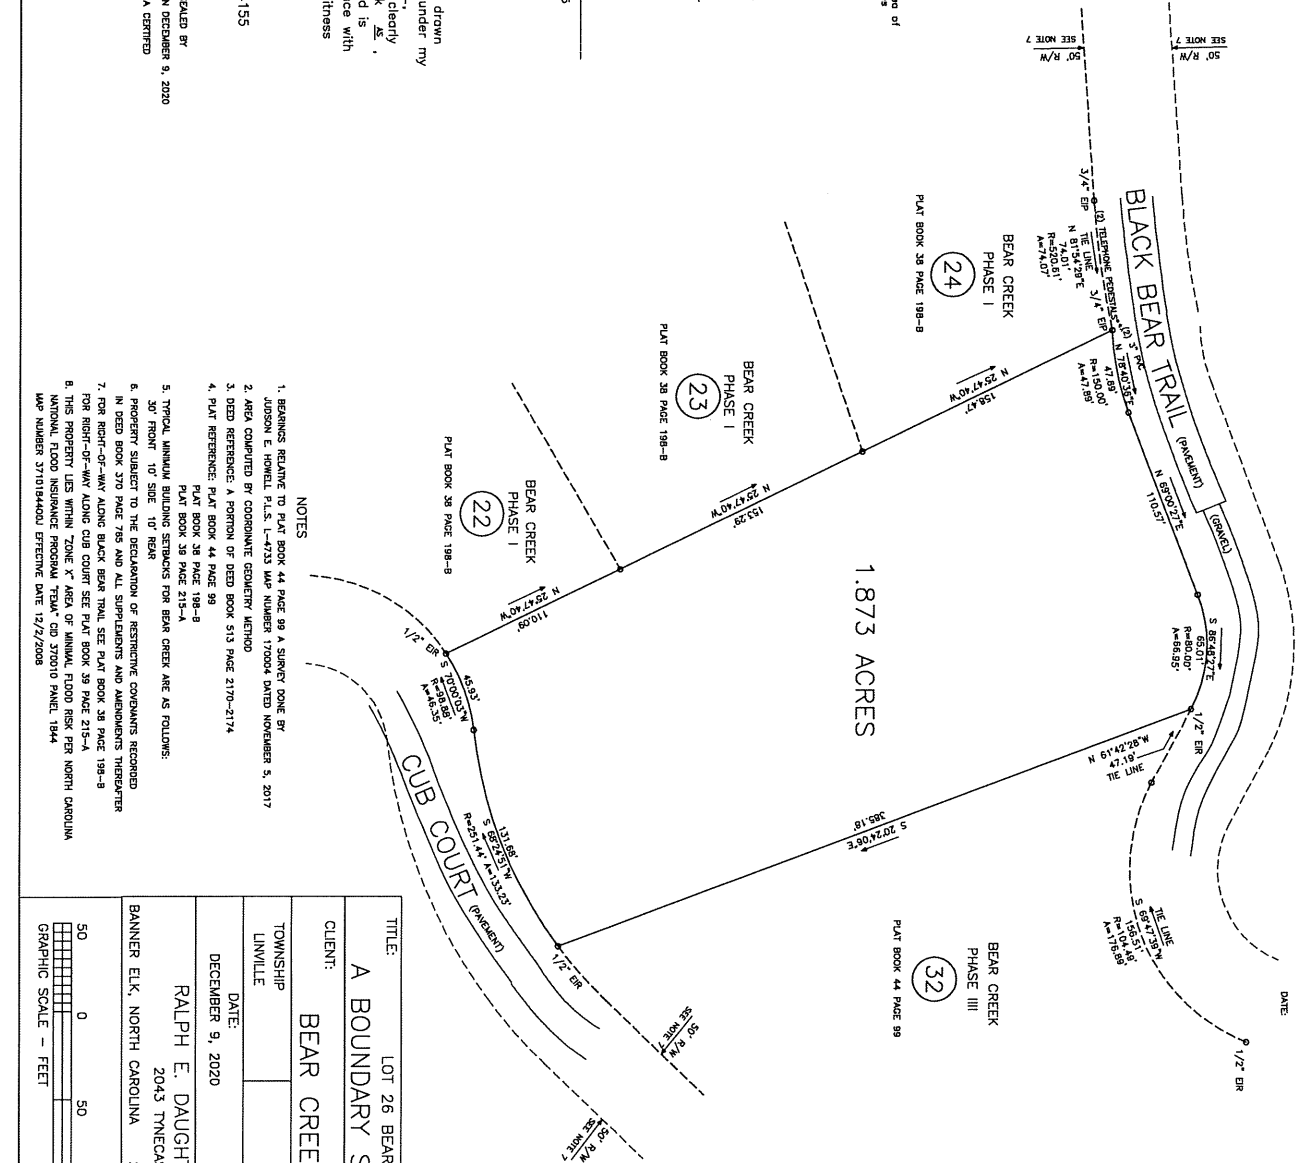 BLACK BEAR TRAIL
(PAVEMENT)
(GRAVEL)
50' R/W
SEE NOTE 7
50' R/W
SEE NOTE 7
3/4" EIP
(2) TELEPHONE PEDESTALS
TIE LINE
N 81°54'29"E
74.01'
R=520.61'
A=74.07'
3/4" EIP
(2) 3" PVC
N 78°40'36"E
47.69'
R=150.00'
A=47.89'
N 69°00'27"E
110.57'
S 86°48'27"E
65.01'
R=80.00'
A=66.95'
1/2" EIR
N 61°42'28"W
47.19'
TIE LINE
TIE LINE
S 69°47'39"W
156.51'
R=104.49'
A=176.89'
1/2" EIR
DATE:
BEAR CREEK
PHASE I
24
PLAT BOOK 38 PAGE 198-B
N 25°47'40"W
158.47'
BEAR CREEK
PHASE I
23
PLAT BOOK 38 PAGE 198-B
N 25°47'40"W
153.29'
BEAR CREEK
PHASE I
22
PLAT BOOK 38 PAGE 198-B
N 25°47'40"W
110.09'
1.873 ACRES
S 20°24'06"E
385.18'
BEAR CREEK
PHASE IIII
32
PLAT BOOK 44 PAGE 99
1/2" EIR
45.93'
S 70°00'03"W
R=98.88'
A=46.35'
131.68'
S 68°24'51"W
R=251.44' A=133.23'
1/2" EIR
CUB COURT
(PAVEMENT)
50' R/W
SEE NOTE 7
50' R/W
SEE NOTE 7
ea of
s
drawn
under my
clearly
k AS ,
d is
ce with
itness
-155
EALED BY
N DECEMBER 9, 2020
A CERTIFED
NOTES
1. BEARINGS RELATIVE TO PLAT BOOK 44 PAGE 99 A SURVEY DONE BY
JUDSON E. HOWELL P.L.S. L-4733 MAP NUMBER 170004 DATED NOVEMBER 5, 2017
2. AREA COMPUTED BY COORDINATE GEOMETRY METHOD
3. DEED REFERENCE: A PORTION OF DEED BOOK 513 PAGE 2170-2174
4. PLAT REFERENCE: PLAT BOOK 44 PAGE 99
PLAT BOOK 38 PAGE 198-B
PLAT BOOK 39 PAGE 215-A
5. TYPICAL MINIMUM BUILDING SETBACKS FOR BEAR CREEK ARE AS FOLLOWS:
30' FRONT 10' SIDE 10' REAR
6. PROPERTY SUBJECT TO THE DECLARATION OF RESTRICTIVE COVENANTS RECORDED
IN DEED BOOK 370 PAGE 785 AND ALL SUPPLEMENTS AND AMENDMENTS THEREAFTER
7. FOR RIGHT-OF-WAY ALONG BLACK BEAR TRAIL SEE PLAT BOOK 38 PAGE 198-B
FOR RIGHT-OF-WAY ALONG CUB COURT SEE PLAT BOOK 39 PAGE 215-A
8. THIS PROPERTY LIES WITHIN "ZONE X" AREA OF MINIMAL FLOOD RISK PER NORTH CAROLINA
NATIONAL FLOOD INSURANCE PROGRAM "FEMA" CID 370010 PANEL 1844
MAP NUMBER 3710184400J EFFECTIVE DATE 12/2/2008
TITLE:
LOT 26 BEAR
A BOUNDARY S
CLIENT:
BEAR CREE
TOWNSHIP
LINVILLE
DATE:
DECEMBER 9, 2020
RALPH E. DAUGHT
2043 TYNECAS
BANNER ELK, NORTH CAROLINA
50 0 50
GRAPHIC SCALE - FEET